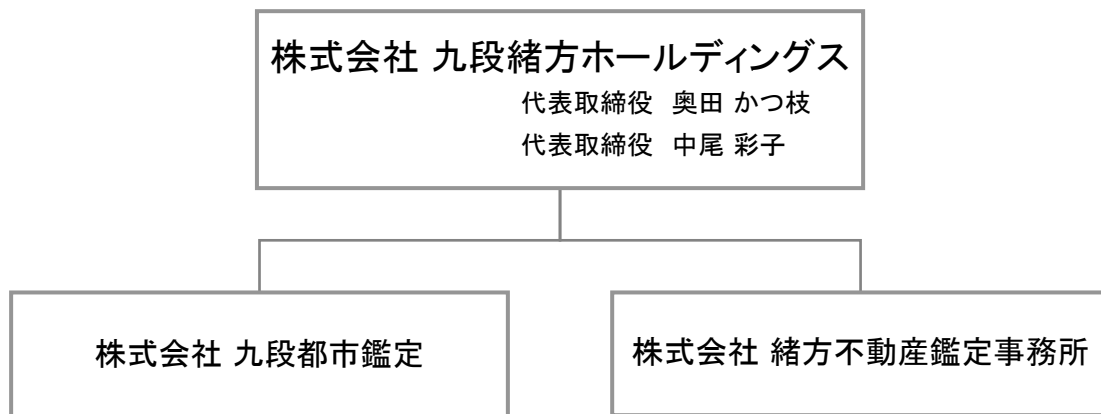 株式会社 九段緒方ホールディングス
代表取締役　奥田 かつ枝
代表取締役　中尾 彩子
株式会社 九段都市鑑定
株式会社 緒方不動産鑑定事務所